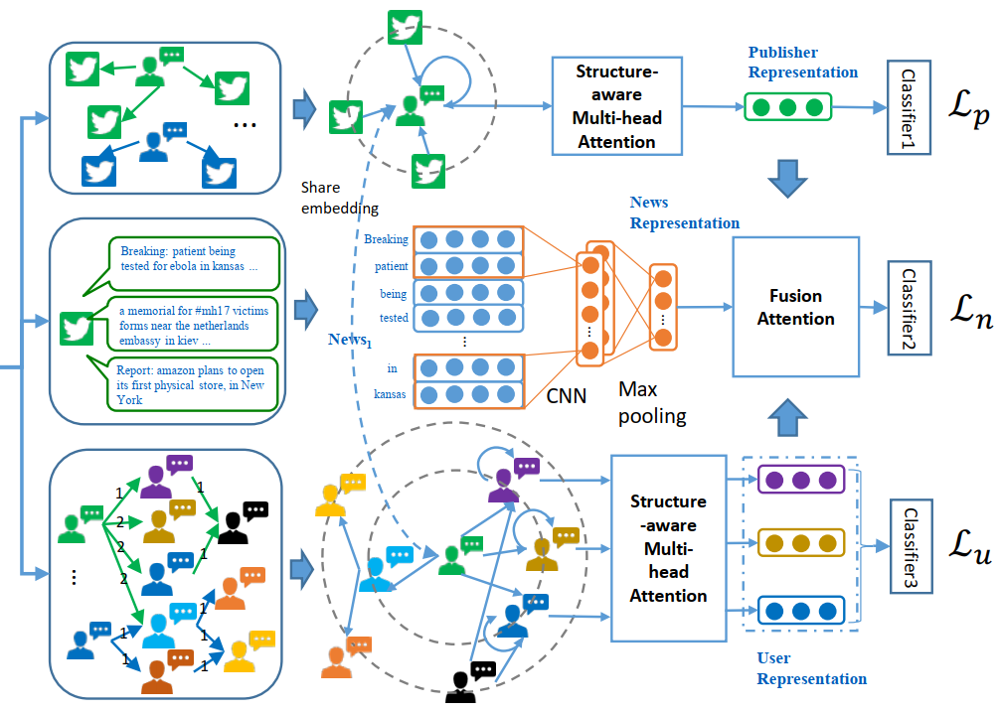 Publisher
Representation
Structure-
aware
Multi-head
Attention
Classifier1
ℒp
...
Share
embedding
News
Representation
Breaking: patient being
tested for ebola in kansas ...
a memorial for #mh17 victims
forms near the netherlands
embassy in kiev ...
Report: amazon plans to open
its first physical store, in New
York
News1
Breaking
patient
being
tested
...
in
kansas
CNN
Max
pooling
Fusion
Attention
Classifier2
ℒn
1
2
2
2
1
1
...
1
1
1
1
1
Structure
-aware
Multi-
head
Attention
User
Representation
Classifier3
ℒu